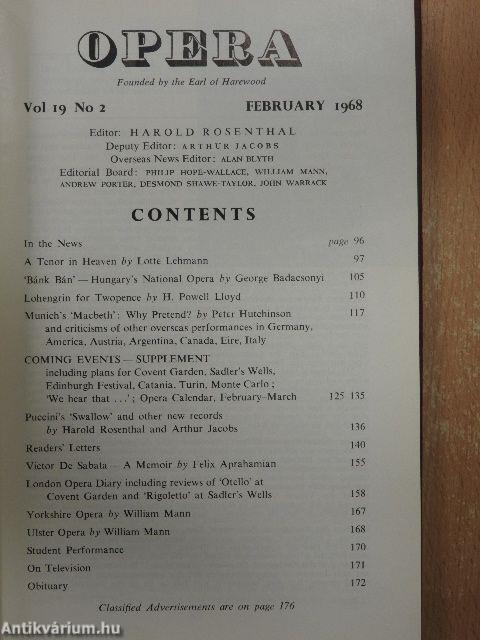 OPERA
Founded by the Earl of Harewood
Vol 19 No 2 FEBRUARY 1968
Editor: HAROLD ROSENTHAL
Deputy Editor: ARTHUR JACOBS
Overseas News Editor: ALAN BLYTH
Editorial Board: PHILIP HOPE-WALLACE, WILLIAM MANN,
ANDREW PORTER, DESMOND SHAWE-TAYLOR, JOHN WARRACK
CONTENTS
In the News page 96
A Tenor in Heaven by Lotte Lehmann 97
'Bánk Bán' — Hungary's National Opera by George Badacsonyi 105
Lohengrin for Twopence by H. Powell Lloyd 110
Munich's 'Macbeth': Why Pretend? by Peter Hutchinson 117
and criticisms of other overseas performances in Germany,
America, Austria, Argentina, Canada, Eire, Italy
COMING EVENTS — SUPPLEMENT
including plans for Covent Garden, Sadler's Wells,
Edinburgh Festival, Catania, Turin, Monte Carlo;
'We hear that . . .'; Opera Calendar, February–March 125 135
Puccini's 'Swallow' and other new records
by Harold Rosenthal and Arthur Jacobs 136
Readers' Letters 140
Victor De Sabata — A Memoir by Felix Aprahamian 155
London Opera Diary including reviews of 'Otello' at
Covent Garden and 'Rigoletto' at Sadler's Wells 158
Yorkshire Opera by William Mann 167
Ulster Opera by William Mann 168
Student Performance 170
On Television 171
Obituary 172
Classified Advertisements are on page 176
Antikvárium.hu